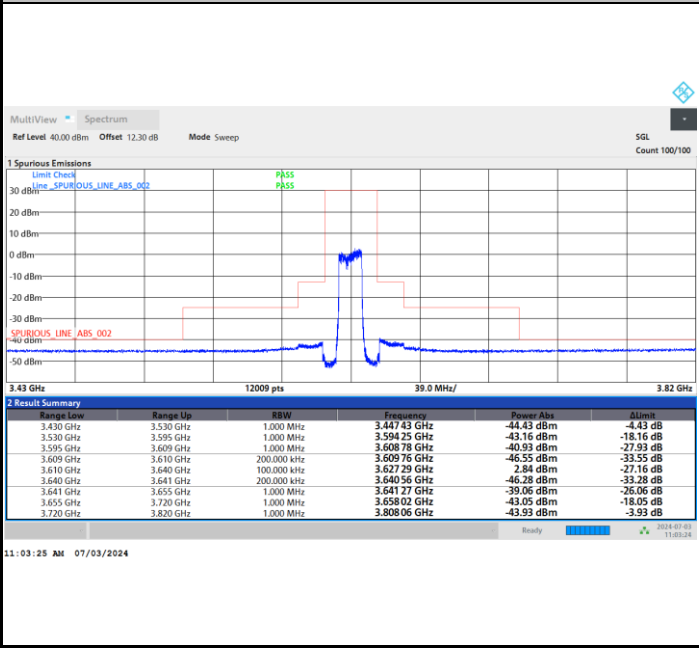 MultiView Spectrum
Ref Level 40.00 dBm Offset 12.30 dB Mode Sweep SGL
Count 100/100
1 Spurious Emissions
Limit Check PASS
Line _SPURIOUS_LINE_ABS_002 PASS
30 dBm
20 dBm
10 dBm
0 dBm
-10 dBm
-20 dBm
-30 dBm
SPURIOUS_LINE_ABS_002
-40 dBm
-50 dBm
3.43 GHz 12009 pts 39.0 MHz/ 3.82 GHz
2 Result Summary
Range Low Range Up RBW Frequency Power Abs ΔLimit
3.430 GHz 3.530 GHz 1.000 MHz 3.447 43 GHz -44.43 dBm -4.43 dB
3.530 GHz 3.595 GHz 1.000 MHz 3.594 25 GHz -43.16 dBm -18.16 dB
3.595 GHz 3.609 GHz 1.000 MHz 3.608 78 GHz -40.93 dBm -27.93 dB
3.609 GHz 3.610 GHz 200.000 kHz 3.609 76 GHz -46.55 dBm -33.55 dB
3.610 GHz 3.640 GHz 100.000 kHz 3.627 29 GHz 2.84 dBm -27.16 dB
3.640 GHz 3.641 GHz 200.000 kHz 3.640 56 GHz -46.28 dBm -33.28 dB
3.641 GHz 3.655 GHz 1.000 MHz 3.641 27 GHz -39.06 dBm -26.06 dB
3.655 GHz 3.720 GHz 1.000 MHz 3.658 02 GHz -43.05 dBm -18.05 dB
3.720 GHz 3.820 GHz 1.000 MHz 3.808 06 GHz -43.93 dBm -3.93 dB
Ready 2024-07-03
11:03:24
11:03:25 AM 07/03/2024